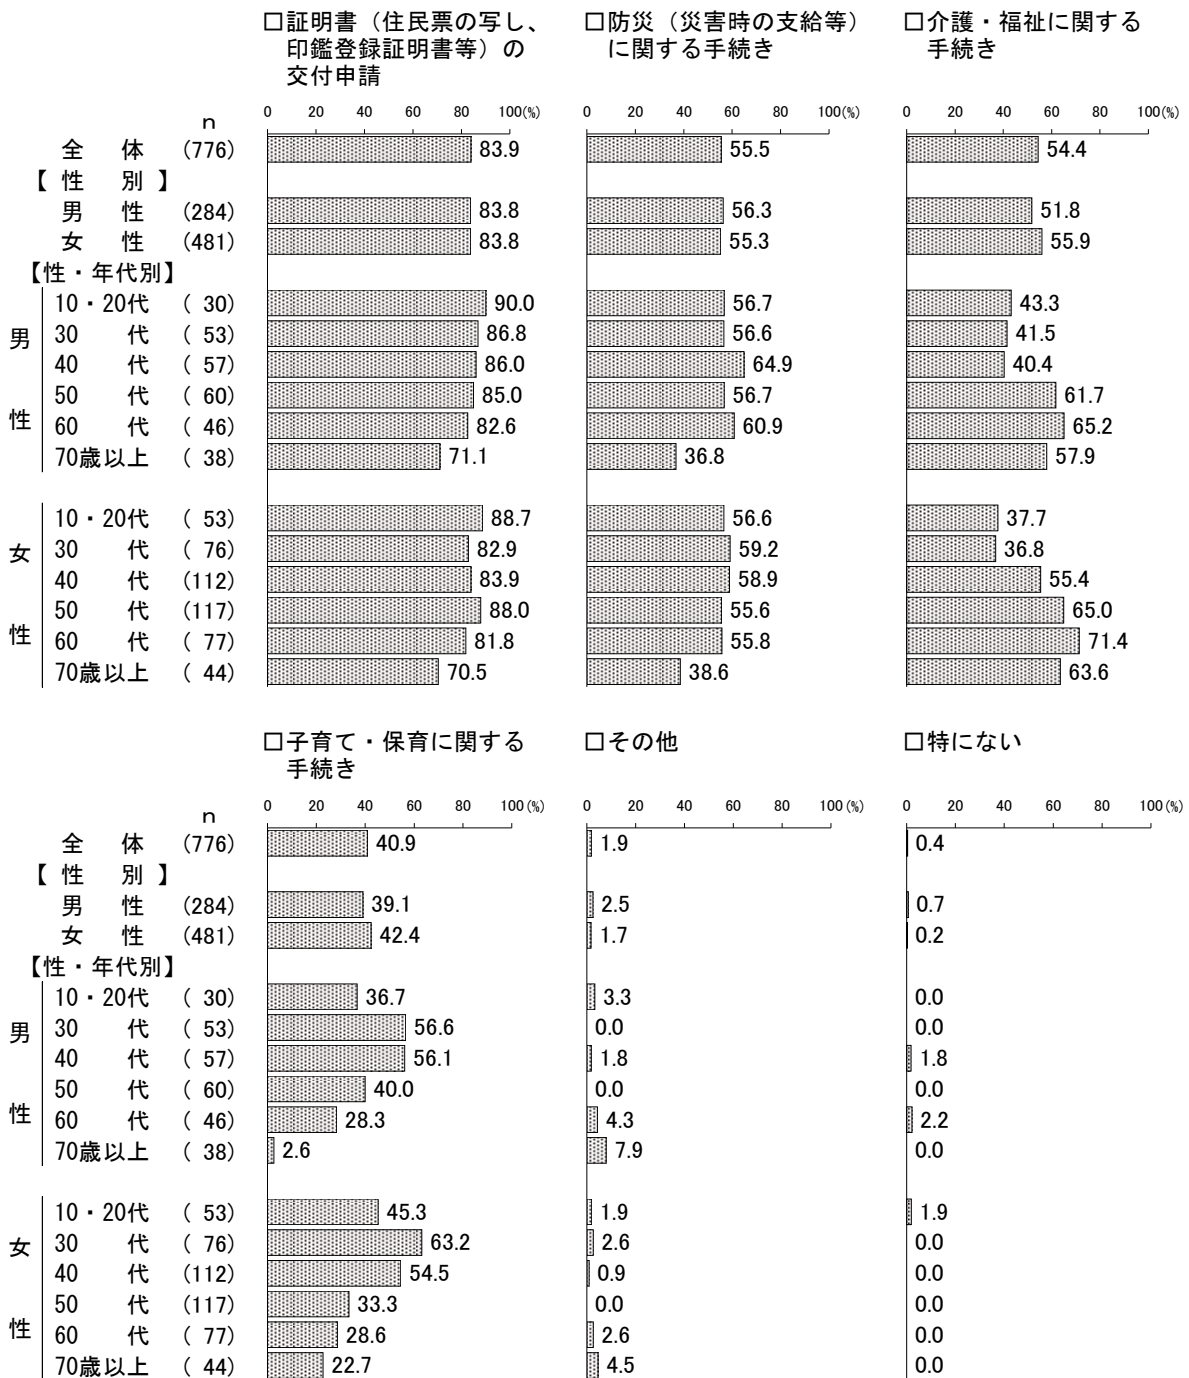 □証明書（住民票の写し、
印鑑登録証明書等）の
交付申請
□防災（災害時の支給等）
に関する手続き
□介護・福祉に関する
手続き
n 0 20 40 60 80 100(%) 0 20 40 60 80 100(%) 0 20 40 60 80 100(%)
全　体 (776) 83.9 55.5 54.4
【性　別】
男　性 (284) 83.8 56.3 51.8
女　性 (481) 83.8 55.3 55.9
【性・年代別】
男性
10・20代 ( 30) 90.0 56.7 43.3
30　代 ( 53) 86.8 56.6 41.5
40　代 ( 57) 86.0 64.9 40.4
50　代 ( 60) 85.0 56.7 61.7
60　代 ( 46) 82.6 60.9 65.2
70歳以上 ( 38) 71.1 36.8 57.9
女性
10・20代 ( 53) 88.7 56.6 37.7
30　代 ( 76) 82.9 59.2 36.8
40　代 (112) 83.9 58.9 55.4
50　代 (117) 88.0 55.6 65.0
60　代 ( 77) 81.8 55.8 71.4
70歳以上 ( 44) 70.5 38.6 63.6
□子育て・保育に関する
手続き
□その他
□特にない
n 0 20 40 60 80 100(%) 0 20 40 60 80 100(%) 0 20 40 60 80 100(%)
全　体 (776) 40.9 1.9 0.4
【性　別】
男　性 (284) 39.1 2.5 0.7
女　性 (481) 42.4 1.7 0.2
【性・年代別】
男性
10・20代 ( 30) 36.7 3.3 0.0
30　代 ( 53) 56.6 0.0 0.0
40　代 ( 57) 56.1 1.8 1.8
50　代 ( 60) 40.0 0.0 0.0
60　代 ( 46) 28.3 4.3 2.2
70歳以上 ( 38) 2.6 7.9 0.0
女性
10・20代 ( 53) 45.3 1.9 1.9
30　代 ( 76) 63.2 2.6 0.0
40　代 (112) 54.5 0.9 0.0
50　代 (117) 33.3 0.0 0.0
60　代 ( 77) 28.6 2.6 0.0
70歳以上 ( 44) 22.7 4.5 0.0